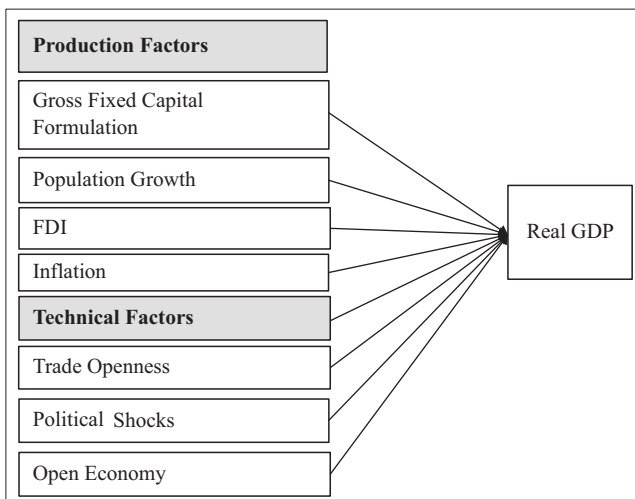 Production Factors
Gross Fixed Capital
Formulation
Population Growth
FDI
Inflation
Technical Factors
Trade Openness
Political Shocks
Open Economy
Real GDP